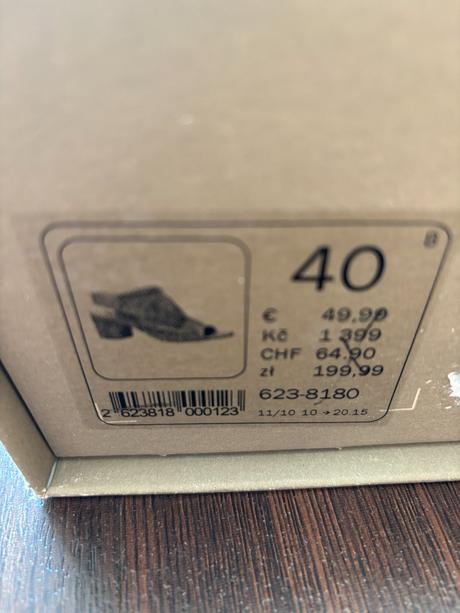 40
€ 49,99
Kč 1 399
CHF 64.90
zł 199,99
623-8180
2 623818 000123
11/10 10 → 20.15